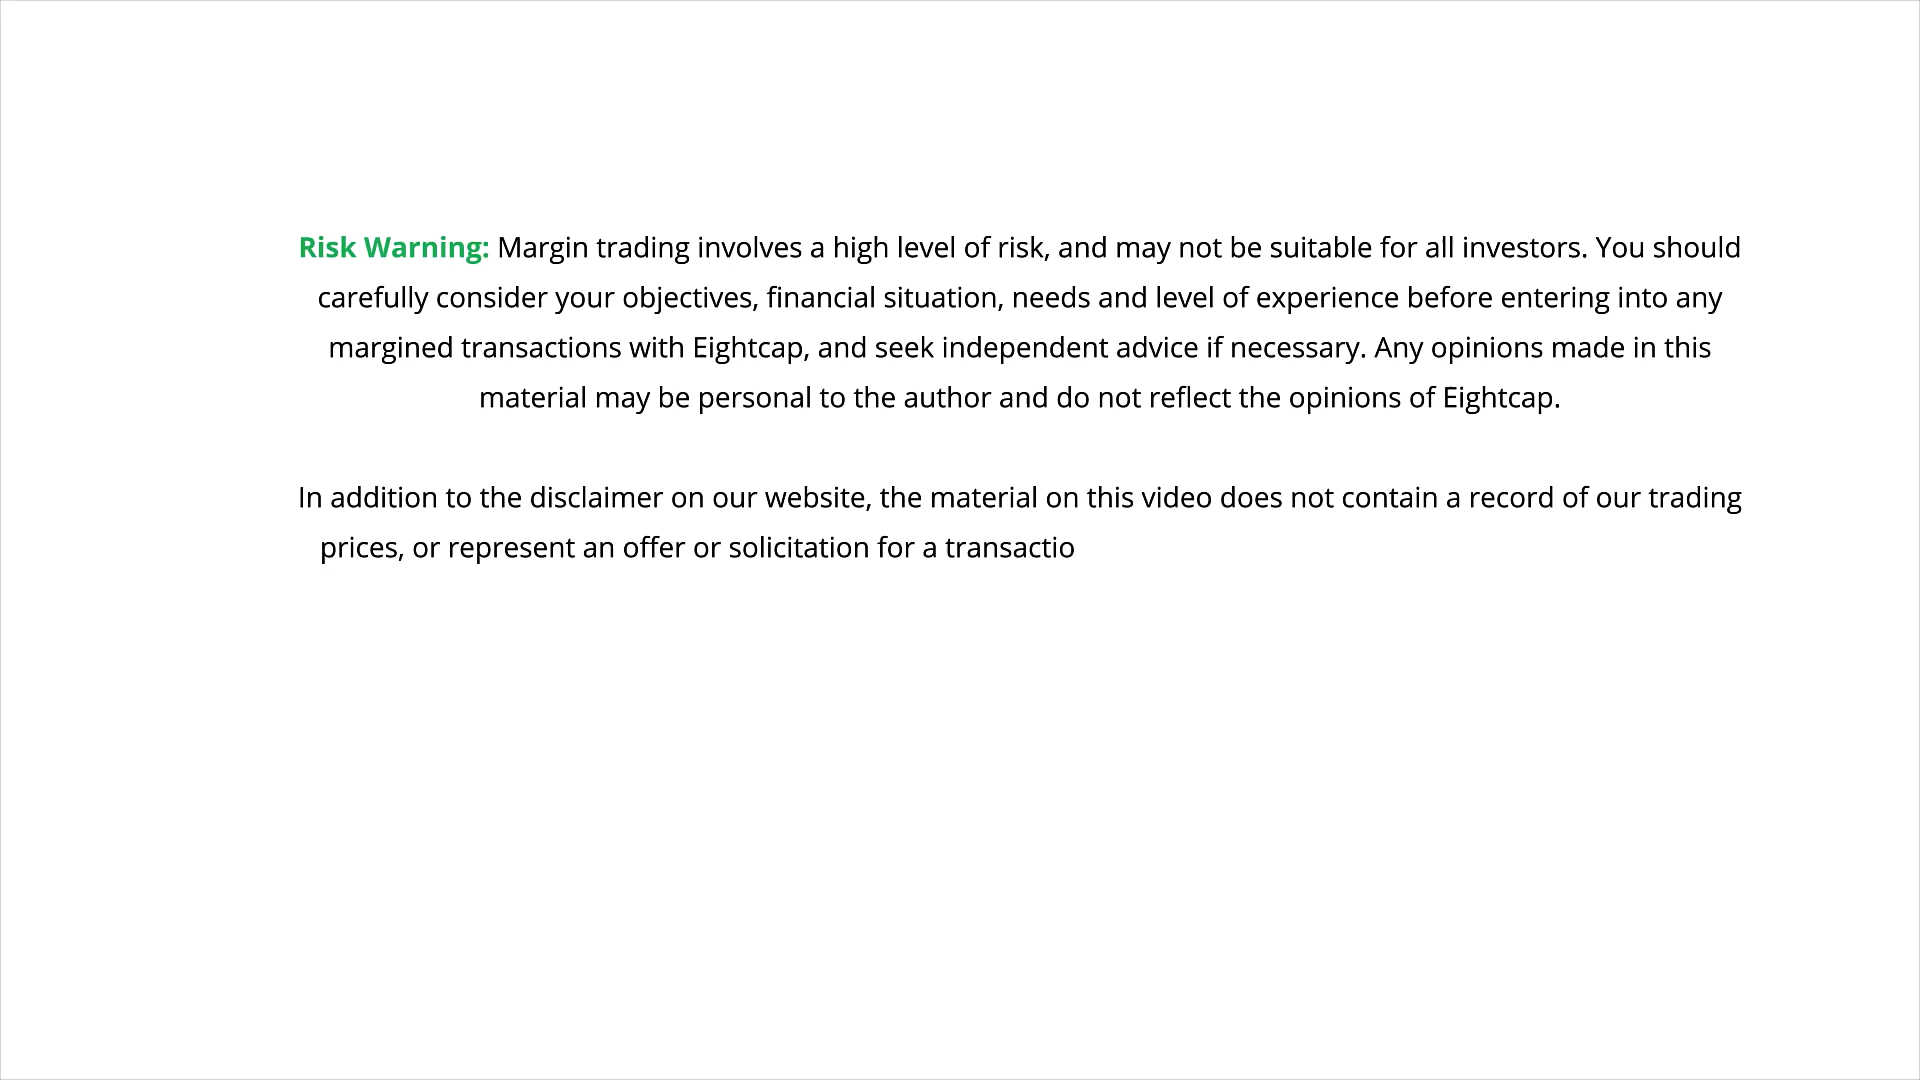 Risk Warning: Margin trading involves a high level of risk, and may not be suitable for all investors. You should
carefully consider your objectives, financial situation, needs and level of experience before entering into any
margined transactions with Eightcap, and seek independent advice if necessary. Any opinions made in this
material may be personal to the author and do not reflect the opinions of Eightcap.
In addition to the disclaimer on our website, the material on this video does not contain a record of our trading
prices, or represent an offer or solicitation for a transactio